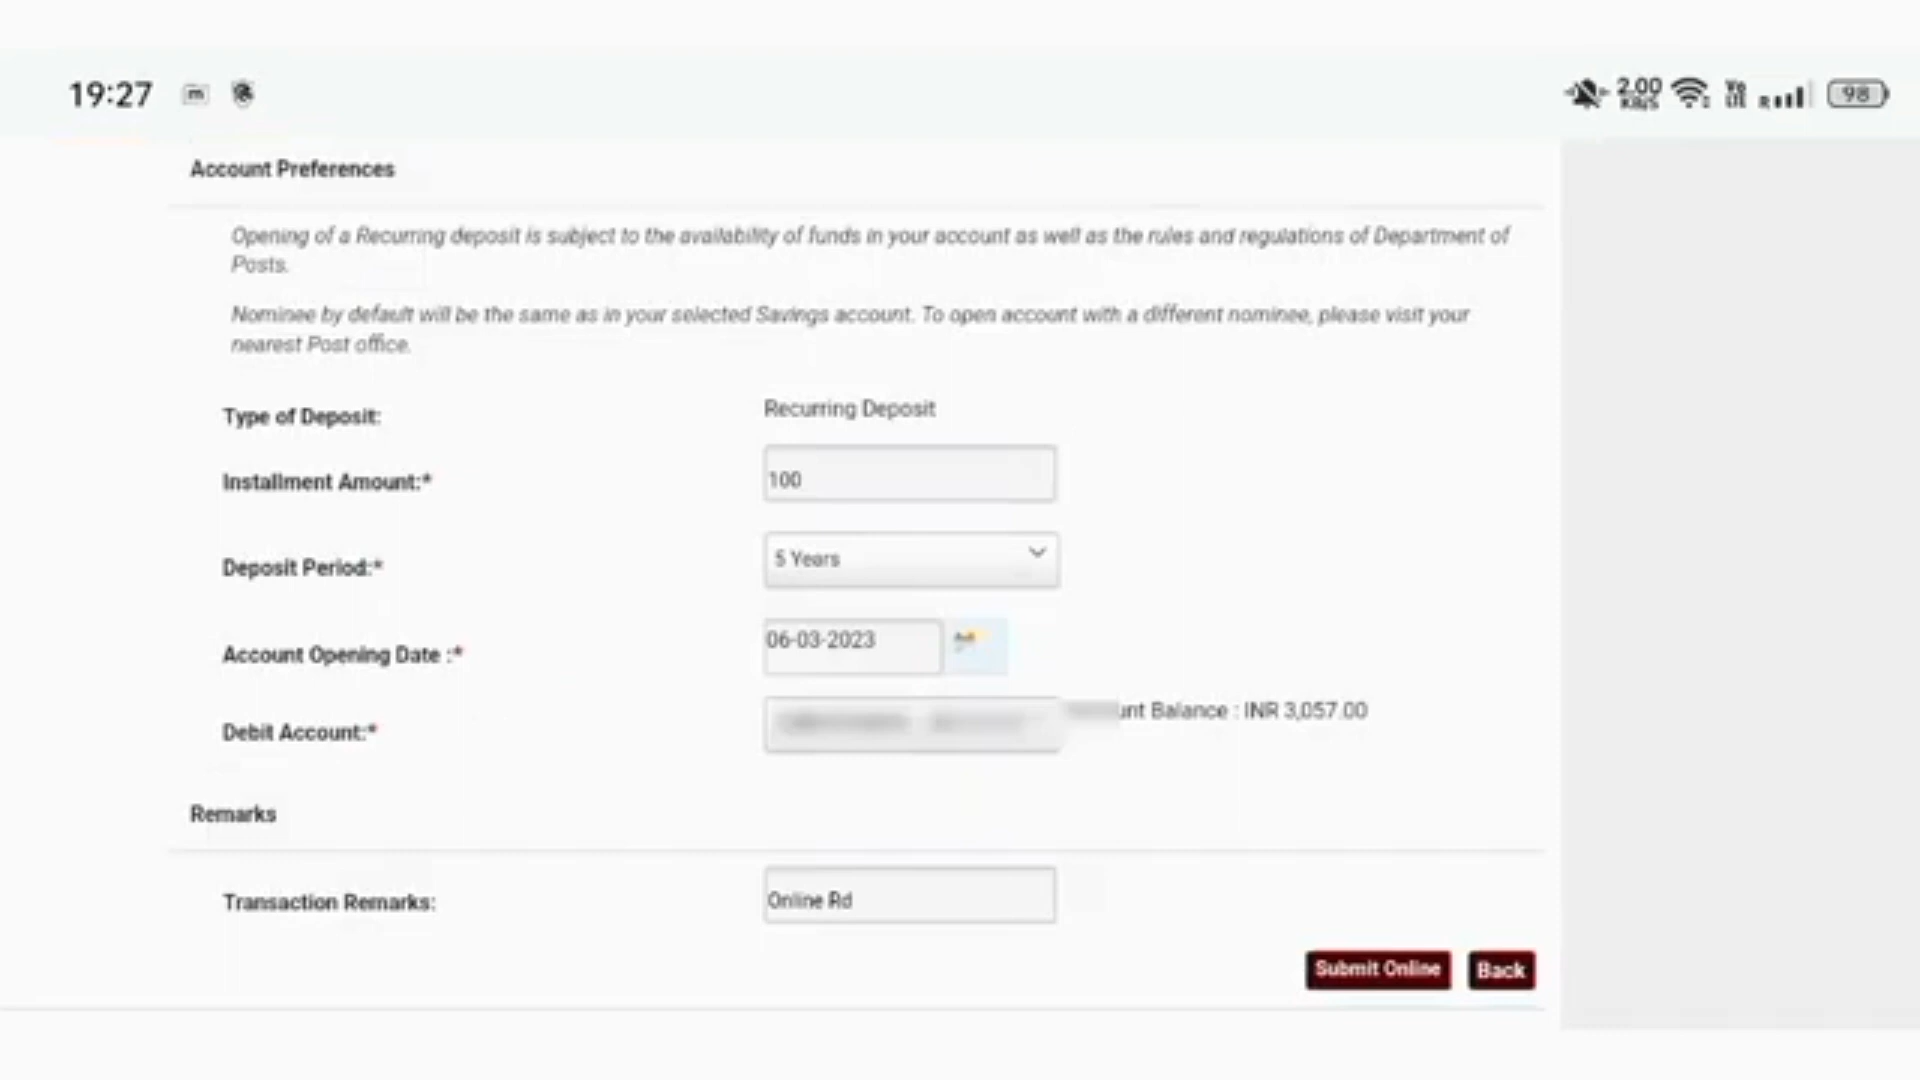 19:27
2.00 KB/S
98
Account Preferences
Opening of a Recurring deposit is subject to the availability of funds in your account as well as the rules and regulations of Department of
Posts.
Nominee by default will be the same as in your selected Savings account. To open account with a different nominee, please visit your
nearest Post office.
Type of Deposit:
Recurring Deposit
Installment Amount:*
100
Deposit Period:*
5 Years
Account Opening Date :*
06-03-2023
Debit Account:*
unt Balance : INR 3,057.00
Remarks
Transaction Remarks:
Online Rd
Submit Online
Back